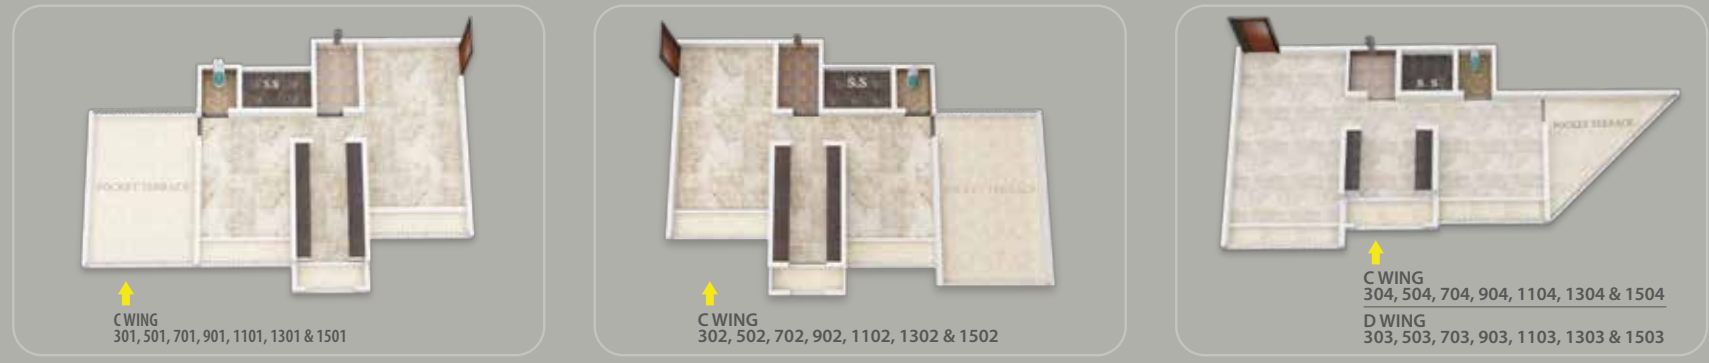 S.S
POCKET TERRACE
C WING
301, 501, 701, 901, 1101, 1301 & 1501
S.S
POCKET TERRACE
C WING
302, 502, 702, 902, 1102, 1302 & 1502
S.S
POCKET TERRACE
C WING
304, 504, 704, 904, 1104, 1304 & 1504
D WING
303, 503, 703, 903, 1103, 1303 & 1503